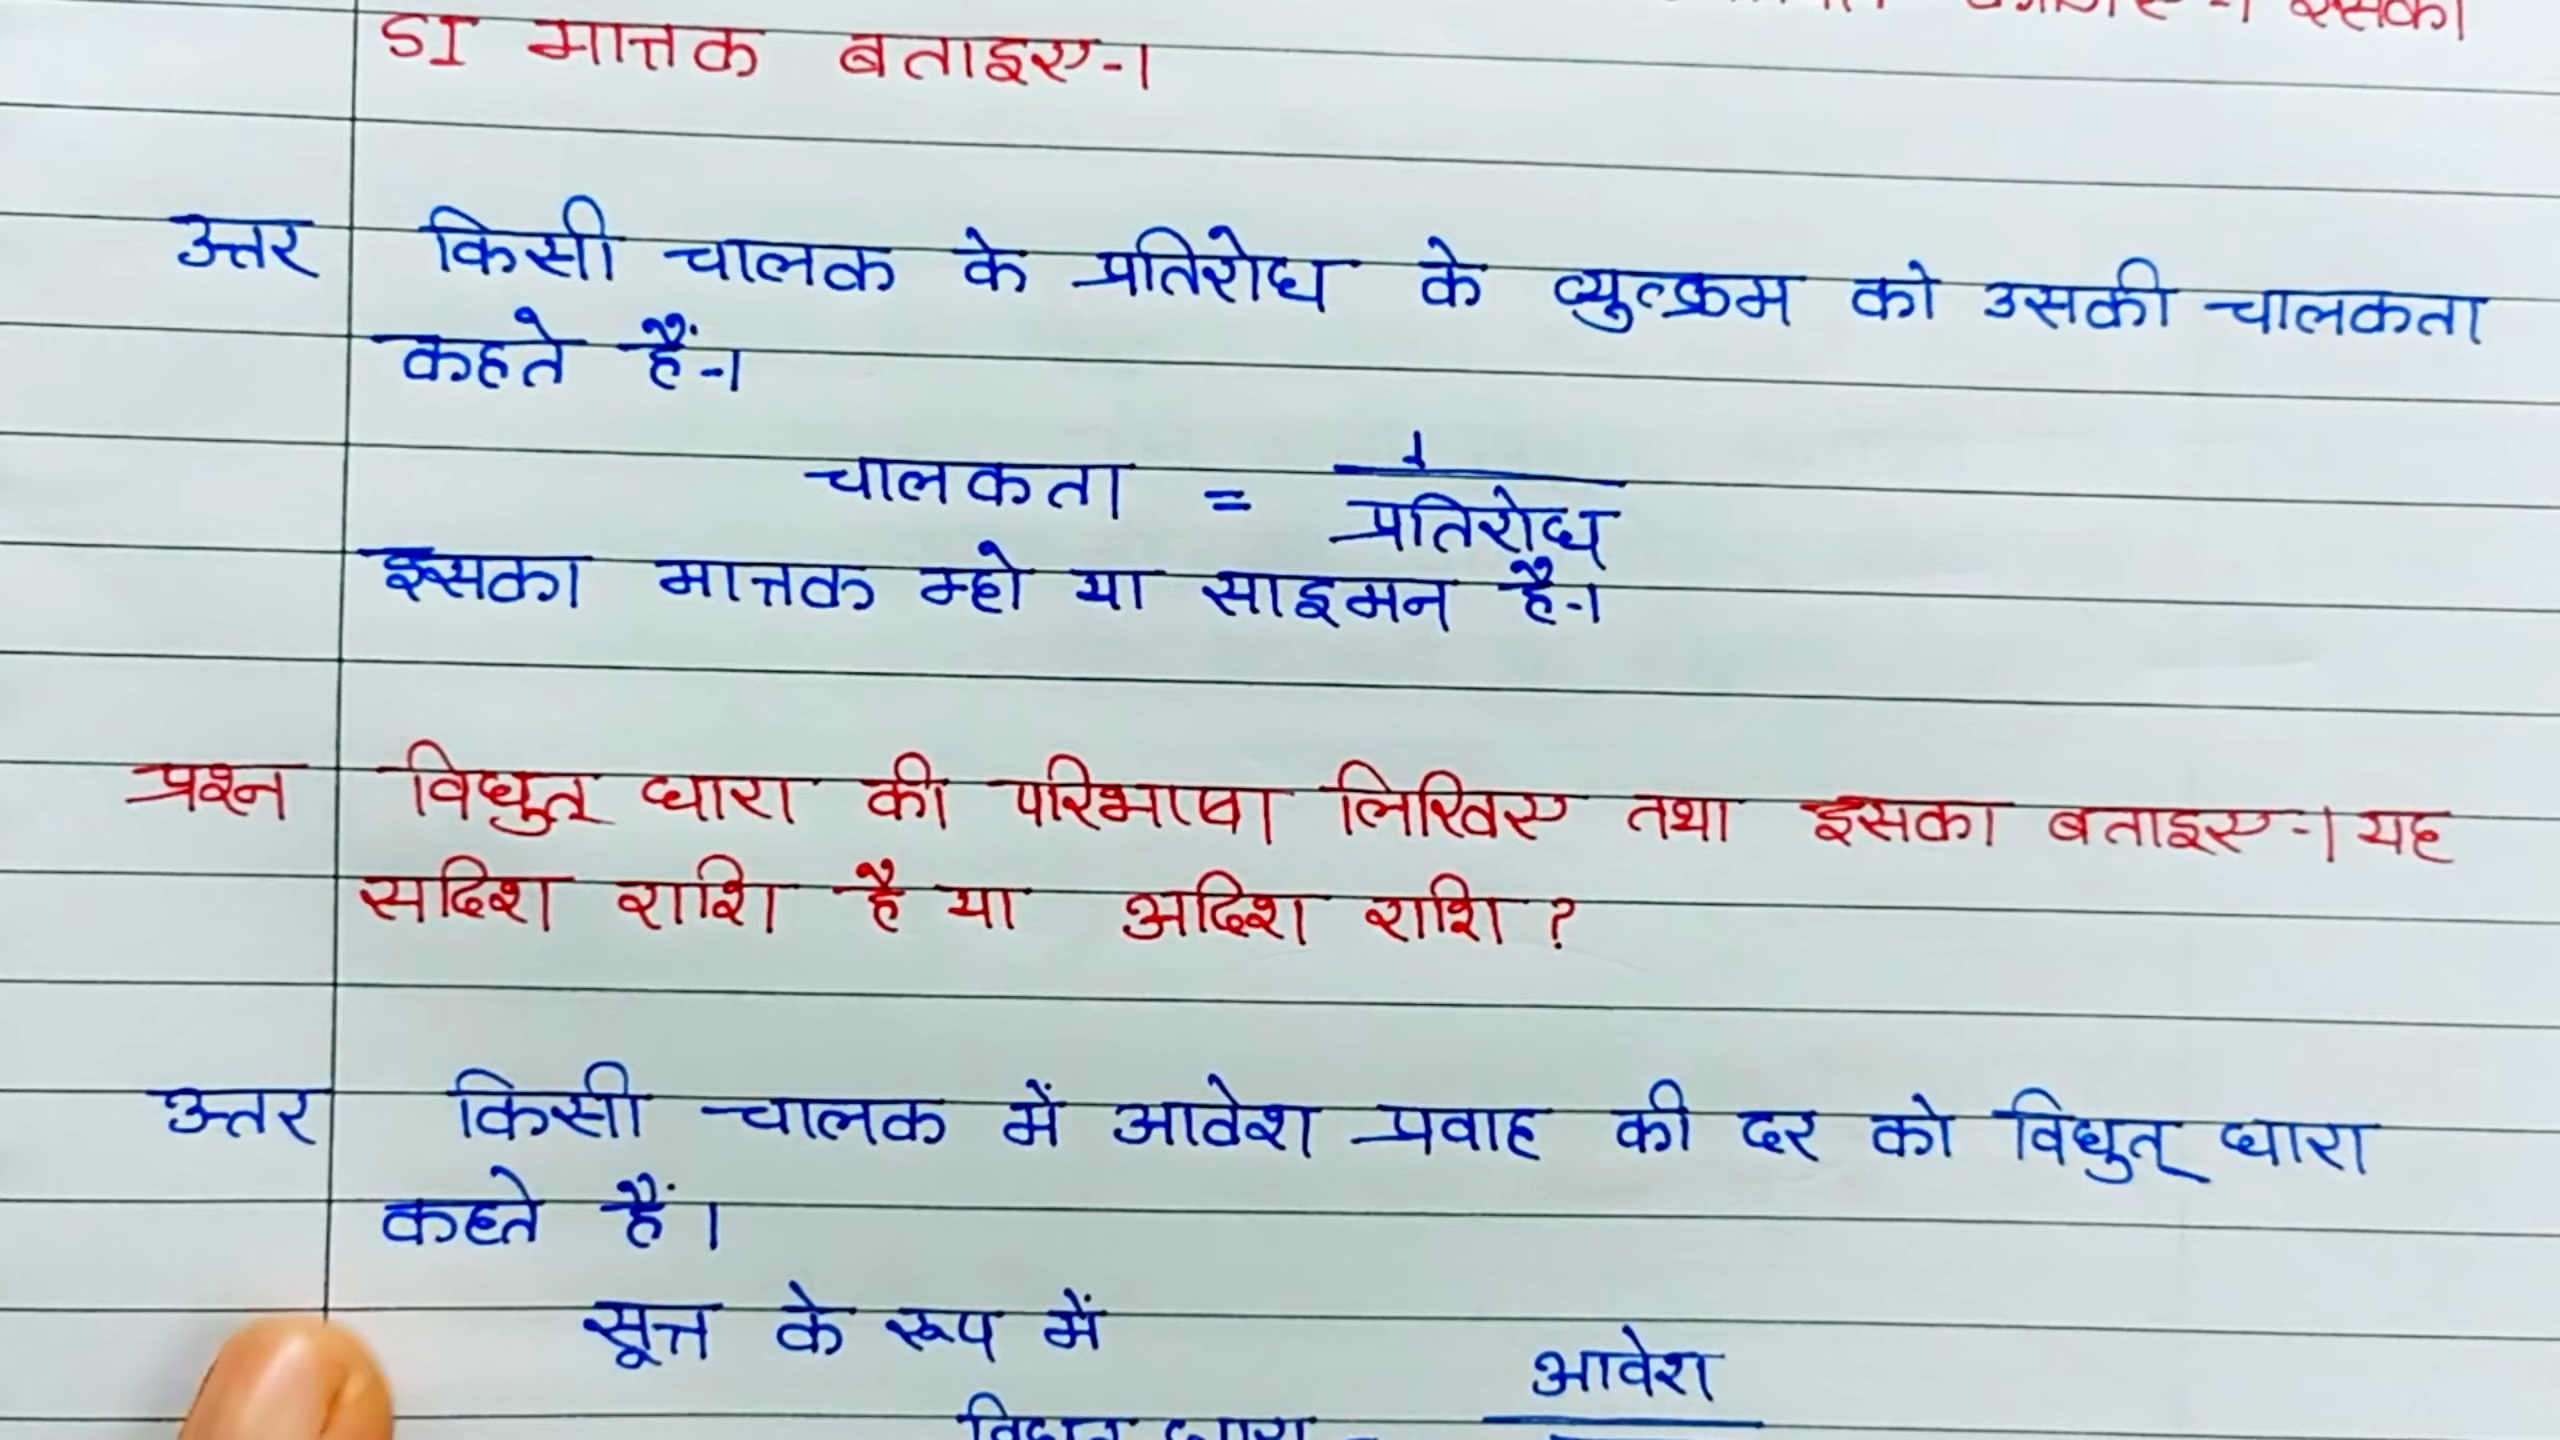 इसका
SI मात्रक बताइए-।
उत्तर किसी चालक के प्रतिरोध के व्युत्क्रम को उसकी चालकता
कहते हैं-।
1
चालकता = प्रतिरोध
इसका मात्रक म्हो या साइमन है-।
प्रश्न विधुत् धारा की परिभाषा लिखिए तथा इसका बताइए-। यह
सदिश राशि है या अदिश राशि ?
उत्तर किसी चालक में आवेश प्रवाह की दर को विधुत् धारा
कहते हैं।
सूत्र के रूप में
आवेश